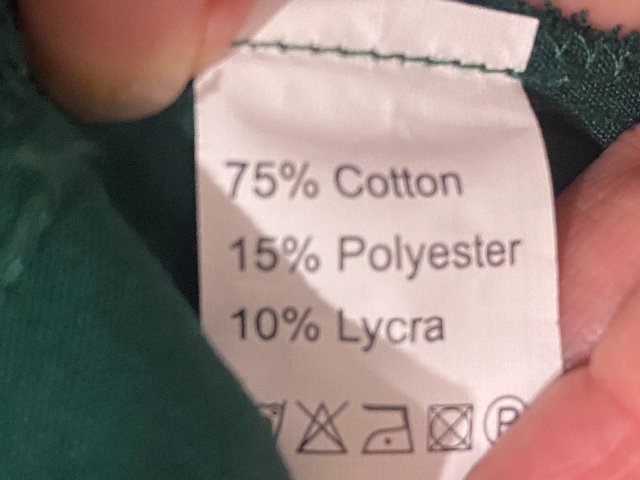 75% Cotton
15% Polyester
10% Lycra
P